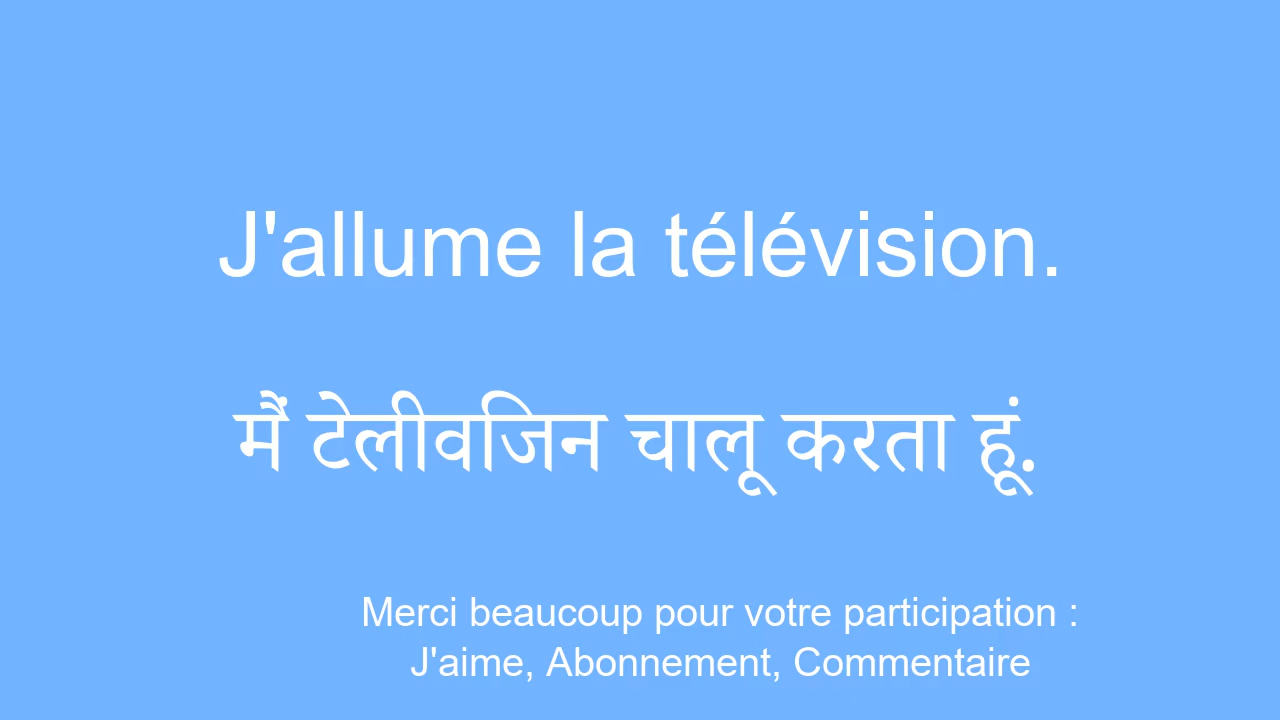 J'allume la télévision.
मैं टेलीवजिन चालू करता हूं.
Merci beaucoup pour votre participation :
J'aime, Abonnement, Commentaire